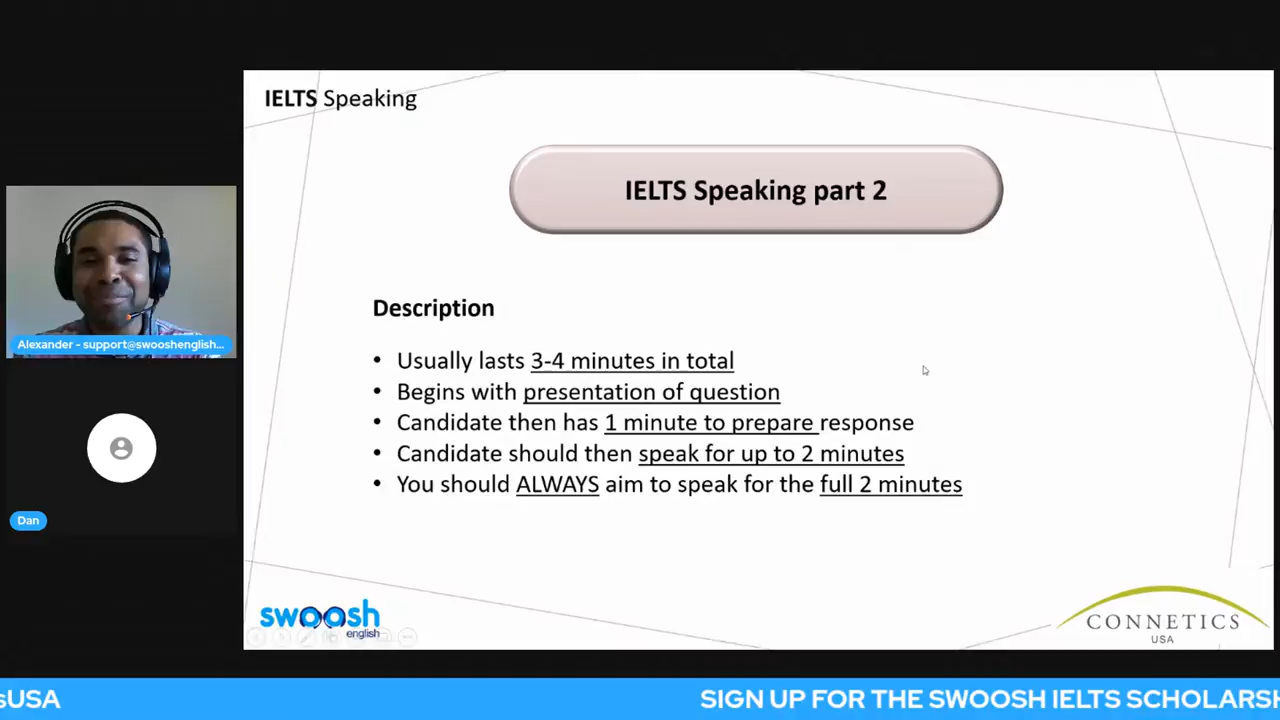 IELTS Speaking
IELTS Speaking part 2
Description
• Usually lasts 3-4 minutes in total
• Begins with presentation of question
• Candidate then has 1 minute to prepare response
• Candidate should then speak for up to 2 minutes
• You should ALWAYS aim to speak for the full 2 minutes
Alexander - support@swooshenglish...
Dan
swoosh
english
CONNETICS
USA
sUSA
SIGN UP FOR THE SWOOSH IELTS SCHOLARSH